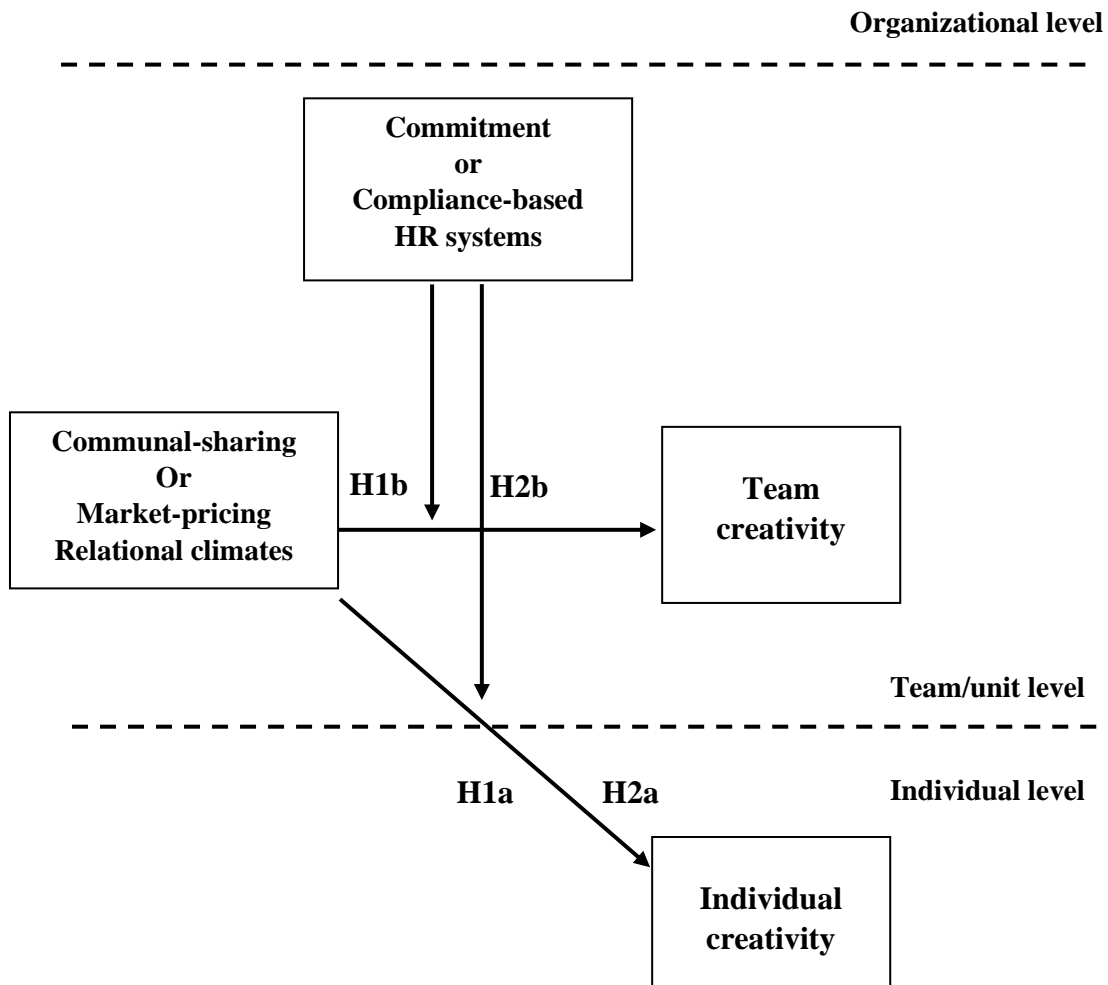 Organizational level
Commitment
or
Compliance-based
HR systems
Communal-sharing
Or
Market-pricing
Relational climates
H1b
H2b
Team
creativity
Team/unit level
H1a
H2a
Individual level
Individual
creativity